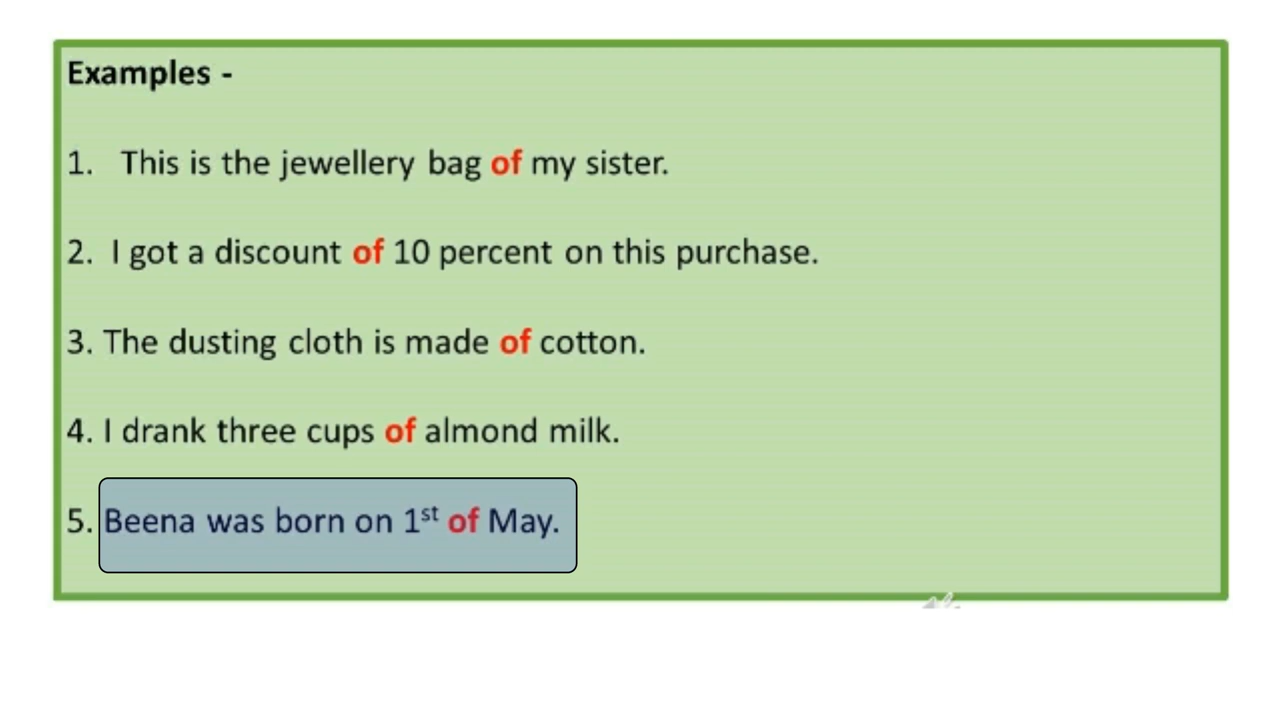 Examples -
1. This is the jewellery bag of my sister.
2. I got a discount of 10 percent on this purchase.
3. The dusting cloth is made of cotton.
4. I drank three cups of almond milk.
5. Beena was born on 1st of May.